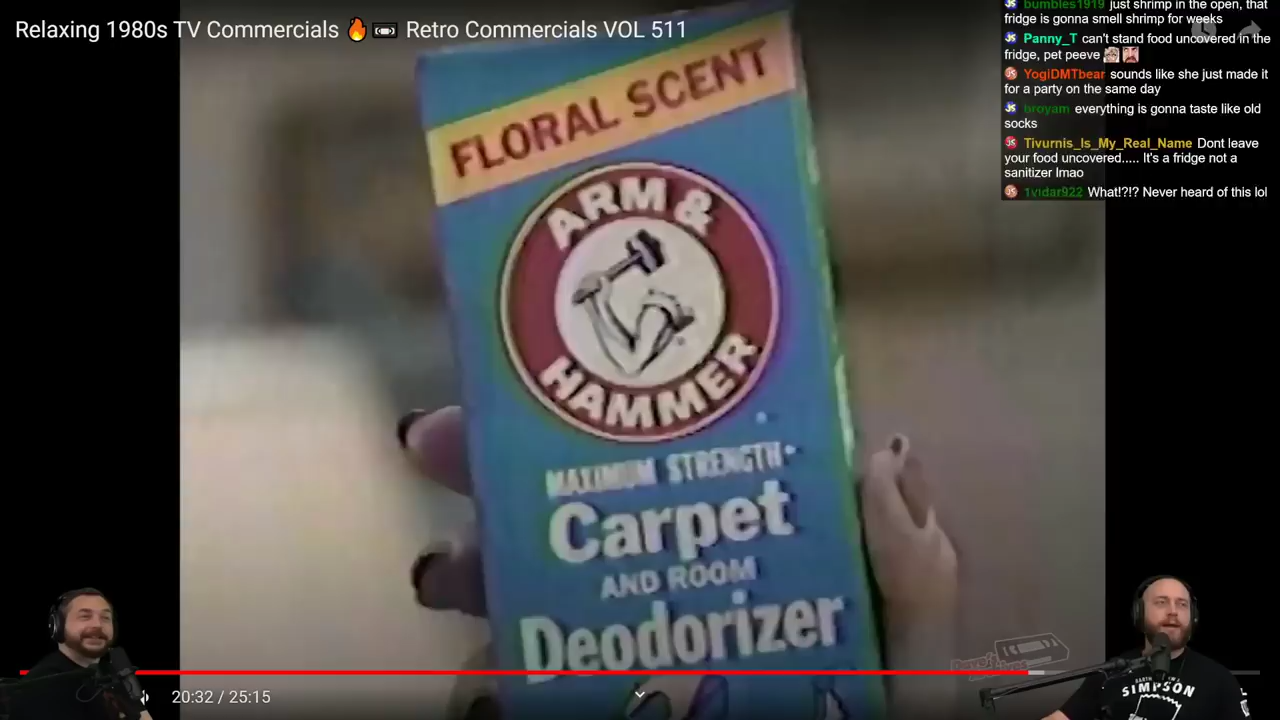 Relaxing 1980s TV Commercials 🔥📼 Retro Commercials VOL 511
bumbles1919 just shrimp in the open, that
fridge is gonna smell shrimp for weeks
Panny_T can't stand food uncovered in the
fridge, pet peeve
YogiDMTbear sounds like she just made it
for a party on the same day
broyam everything is gonna taste like old
socks
Tivurnis_Is_My_Real_Name Dont leave
your food uncovered..... It's a fridge not a
sanitizer lmao
1vidar922 What!?!? Never heard of this lol
FLORAL SCENT
ARM &
HAMMER
MAXIMUM STRENGTH
Carpet
AND ROOM
Deodorizer
SIMPSON
20:32 / 25:15